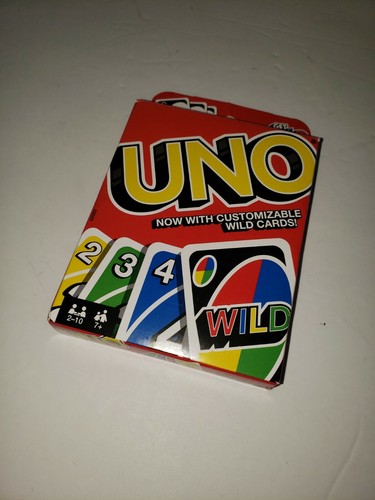 UNO
NOW WITH CUSTOMIZABLE
WILD CARDS!
2
3
4
WILD
2-10 7+